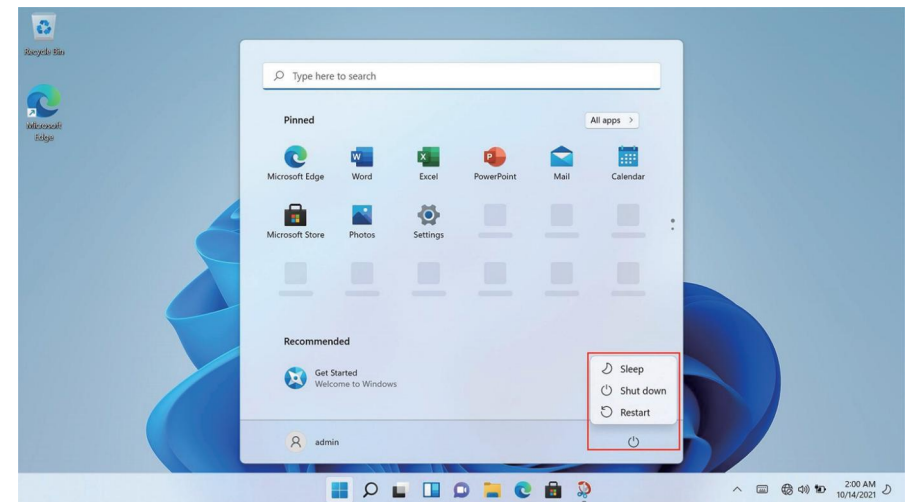 Recycle Bin
Microsoft
Edge
Type here to search
Pinned
All apps >
Microsoft Edge
Word
Excel
PowerPoint
Mail
Calendar
Microsoft Store
Photos
Settings
Recommended
Get Started
Welcome to Windows
Sleep
Shut down
Restart
admin
2:00 AM
10/14/2021